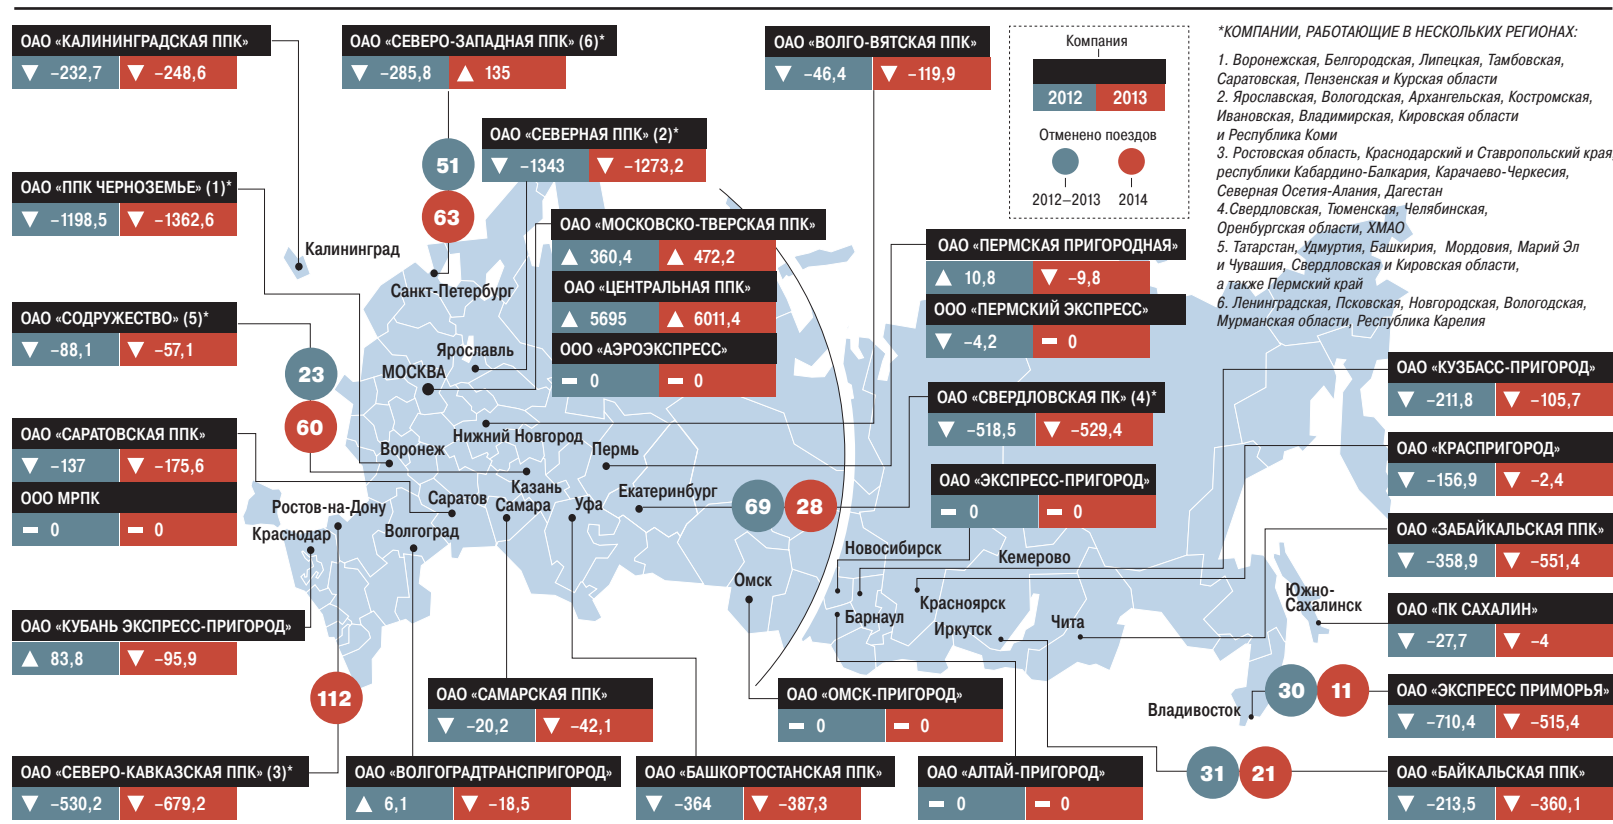 ОАО «КАЛИНИНГРАДСКАЯ ППК»
▼ –232,7 ▼ –248,6
ОАО «СЕВЕРО-ЗАПАДНАЯ ППК» (6)*
▼ –285,8 ▲ 135
ОАО «ВОЛГО-ВЯТСКАЯ ППК»
▼ –46,4 ▼ –119,9
Компания
2012 2013
Отменено поездов
2012–2013 2014
*КОМПАНИИ, РАБОТАЮЩИЕ В НЕСКОЛЬКИХ РЕГИОНАХ:
1. Воронежская, Белгородская, Липецкая, Тамбовская,
Саратовская, Пензенская и Курская области
2. Ярославская, Вологодская, Архангельская, Костромская,
Ивановская, Владимирская, Кировская области
и Республика Коми
3. Ростовская область, Краснодарский и Ставропольский края,
республики Кабардино-Балкария, Карачаево-Черкесия,
Северная Осетия-Алания, Дагестан
4.Свердловская, Тюменская, Челябинская,
Оренбургская области, ХМАО
5. Татарстан, Удмуртия, Башкирия, Мордовия, Марий Эл
и Чувашия, Свердловская и Кировская области,
а также Пермский край
6. Ленинградская, Псковская, Новгородская, Вологодская,
Мурманская области, Республика Карелия
ОАО «СЕВЕРНАЯ ППК» (2)*
▼ –1343 ▼ –1273,2
51
63
ОАО «ППК ЧЕРНОЗЕМЬЕ» (1)*
▼ –1198,5 ▼ –1362,6
ОАО «МОСКОВСКО-ТВЕРСКАЯ ППК»
▲ 360,4 ▲ 472,2
ОАО «ЦЕНТРАЛЬНАЯ ППК»
▲ 5695 ▲ 6011,4
ООО «АЭРОЭКСПРЕСС»
– 0 – 0
ОАО «ПЕРМСКАЯ ПРИГОРОДНАЯ»
▲ 10,8 ▼ –9,8
ООО «ПЕРМСКИЙ ЭКСПРЕСС»
▼ –4,2 – 0
Калининград
Санкт-Петербург
ОАО «СОДРУЖЕСТВО» (5)*
▼ –88,1 ▼ –57,1
23
60
Ярославль
МОСКВА
ОАО «СВЕРДЛОВСКАЯ ПК» (4)*
▼ –518,5 ▼ –529,4
ОАО «КУЗБАСС-ПРИГОРОД»
▼ –211,8 ▼ –105,7
ОАО «САРАТОВСКАЯ ППК»
▼ –137 ▼ –175,6
ООО МРПК
– 0 – 0
Нижний Новгород
Воронеж
Пермь
Казань
Екатеринбург
69 28
ОАО «ЭКСПРЕСС-ПРИГОРОД»
– 0 – 0
ОАО «КРАСПРИГОРОД»
▼ –156,9 ▼ –2,4
Ростов-на-Дону
Саратов
Самара
Уфа
Краснодар
Волгоград
Новосибирск
Кемерово
ОАО «ЗАБАЙКАЛЬСКАЯ ППК»
▼ –358,9 ▼ –551,4
Омск
Барнаул
Красноярск
Иркутск
Чита
Южно-
Сахалинск
ОАО «ПК САХАЛИН»
▼ –27,7 ▼ –4
ОАО «КУБАНЬ ЭКСПРЕСС-ПРИГОРОД»
▲ 83,8 ▼ –95,9
112
ОАО «САМАРСКАЯ ППК»
▼ –20,2 ▼ –42,1
ОАО «ОМСК-ПРИГОРОД»
– 0 – 0
Владивосток
30 11
ОАО «ЭКСПРЕСС ПРИМОРЬЯ»
▼ –710,4 ▼ –515,4
ОАО «СЕВЕРО-КАВКАЗСКАЯ ППК» (3)*
▼ –530,2 ▼ –679,2
ОАО «ВОЛГОГРАДТРАНСПРИГОРОД»
▲ 6,1 ▼ –18,5
ОАО «БАШКОРТОСТАНСКАЯ ППК»
▼ –364 ▼ –387,3
ОАО «АЛТАЙ-ПРИГОРОД»
– 0 – 0
31 21
ОАО «БАЙКАЛЬСКАЯ ППК»
▼ –213,5 ▼ –360,1